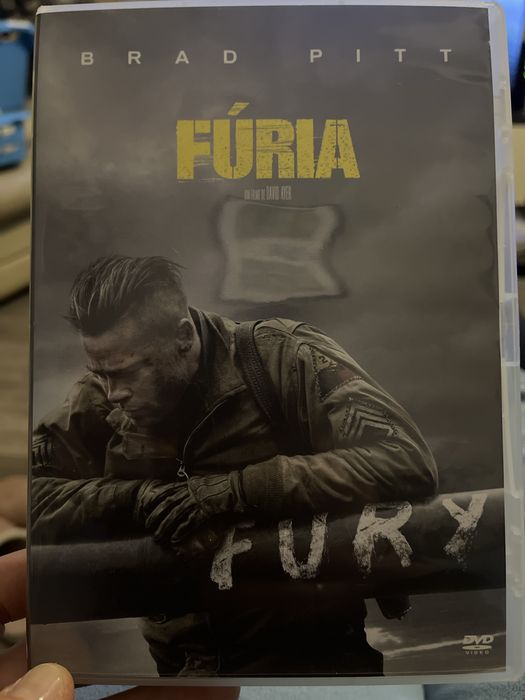 BRAD PITT
FÚRIA
UM FILME DE DAVID AYER
FURY
DVD
VIDEO